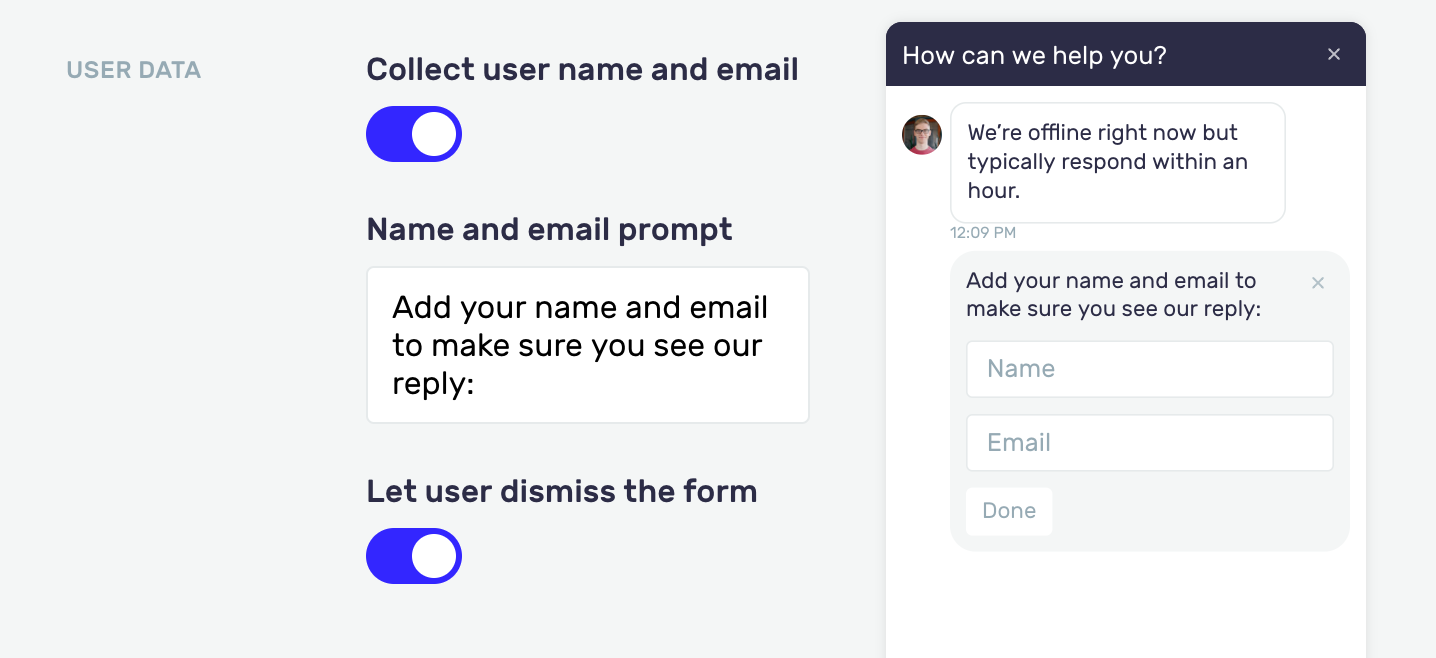 USER DATA
Collect user name and email
Name and email prompt
Add your name and email
to make sure you see our
reply:
Let user dismiss the form
How can we help you?
We’re offline right now but
typically respond within an
hour.
12:09 PM
Add your name and email to
make sure you see our reply:
Name
Email
Done